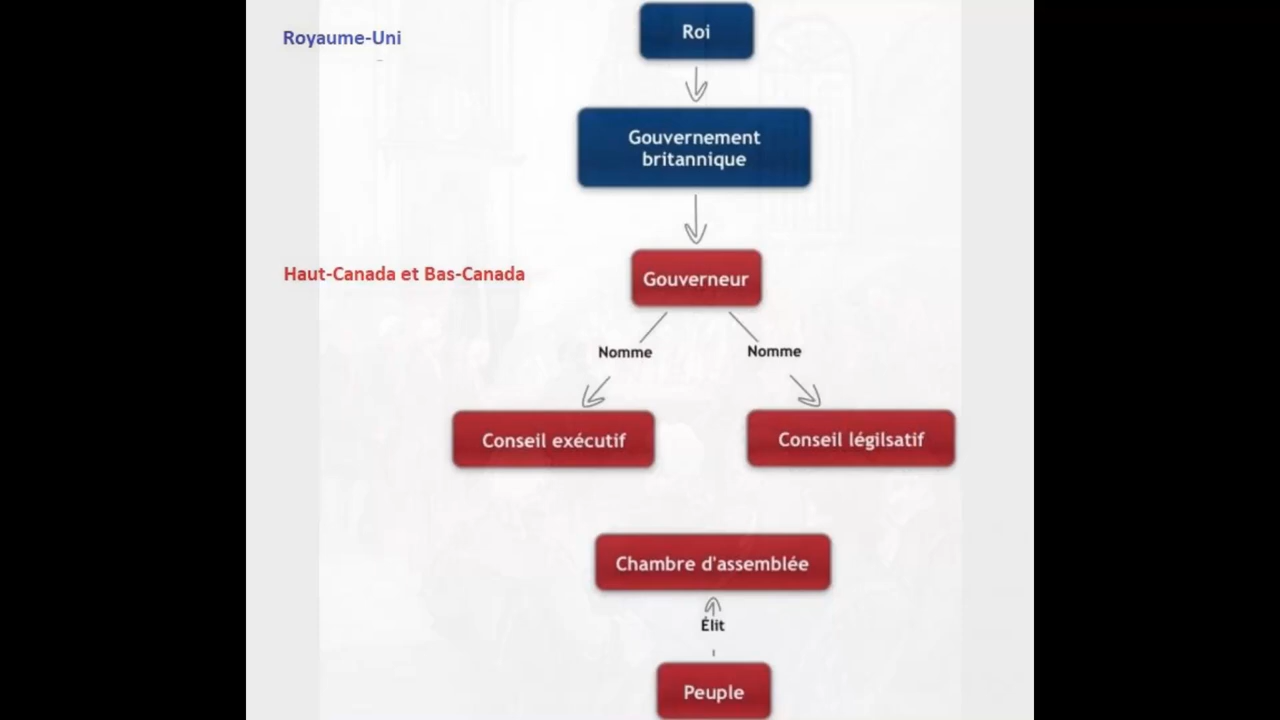 Roi
Royaume-Uni
Gouvernement
britannique
Haut-Canada et Bas-Canada
Gouverneur
Nomme
Nomme
Conseil exécutif
Conseil légilsatif
Chambre d'assemblée
Élit
Peuple